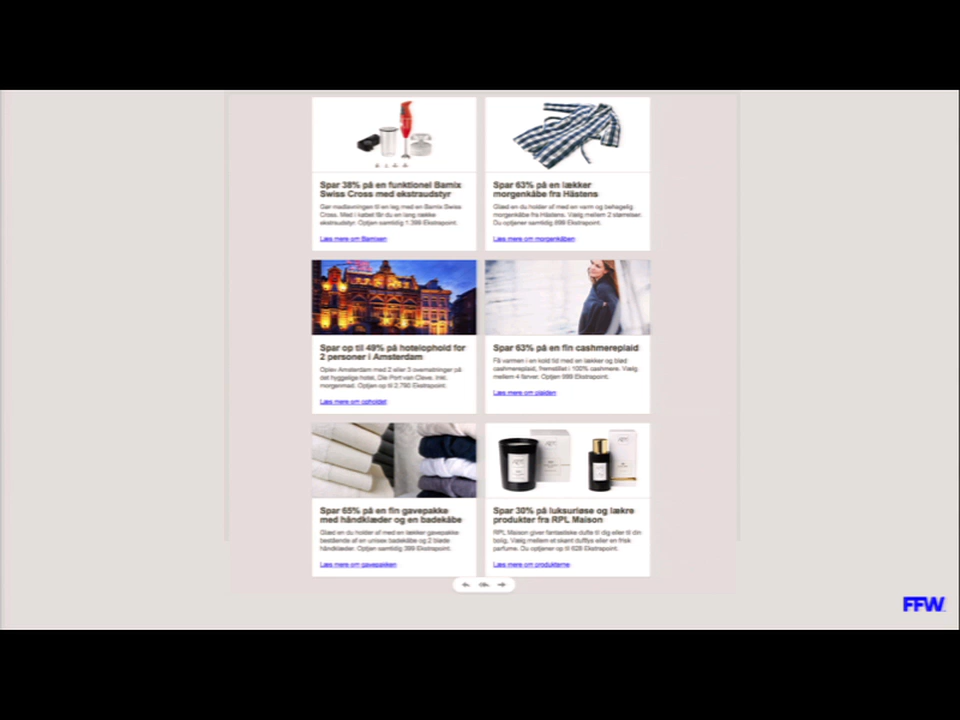 Spar 38% på en funktionel Bamix
Swiss Cross med ekstraudstyr
Gør madlavningen til en leg med en Bamix Swiss
Cross. Med i købet får du en lang række
ekstraudstyr. Optjen samtidig 1.399 Ekstrapoint.
Læs mere om Bamixen
Spar 63% på en lækker
morgenkåbe fra Hästens
Glæd en du holder af med en varm og behagelig
morgenkåbe fra Hästens. Vælg mellem 2 størrelser.
Du optjener samtidig 699 Ekstrapoint.
Læs mere om morgenkåben
Spar op til 49% på hotelophold for
2 personer i Amsterdam
Oplev Amsterdam med 2 eller 3 overnatninger på
det hyggelige hotel, Die Port van Cleve. Inkl.
morgenmad. Optjen op til 2.790 Ekstrapoint.
Læs mere om opholdet
Spar 63% på en fin cashmereplaid
Få varmen i en kold tid med en lækker og blød
cashmereplaid, fremstillet i 100% cashmere. Vælg
mellem 4 farver. Optjen 999 Ekstrapoint.
Læs mere om plaiden
Spar 65% på en fin gavepakke
med håndklæder og en badekåbe
Glæd en du holder af med en lækker gavepakke
bestående af en unisex badekåbe og 2 bløde
håndklæder. Optjen samtidig 399 Ekstrapoint.
Læs mere om gavepakken
Spar 30% på luksuriøse og lækre
produkter fra RPL Maison
RPL Maison giver fantastiske dufte til dig eller til din
bolig. Vælg mellem et skønt duftlys eller en frisk
parfume. Du optjener op til 628 Ekstrapoint.
Læs mere om produkterne
FFW